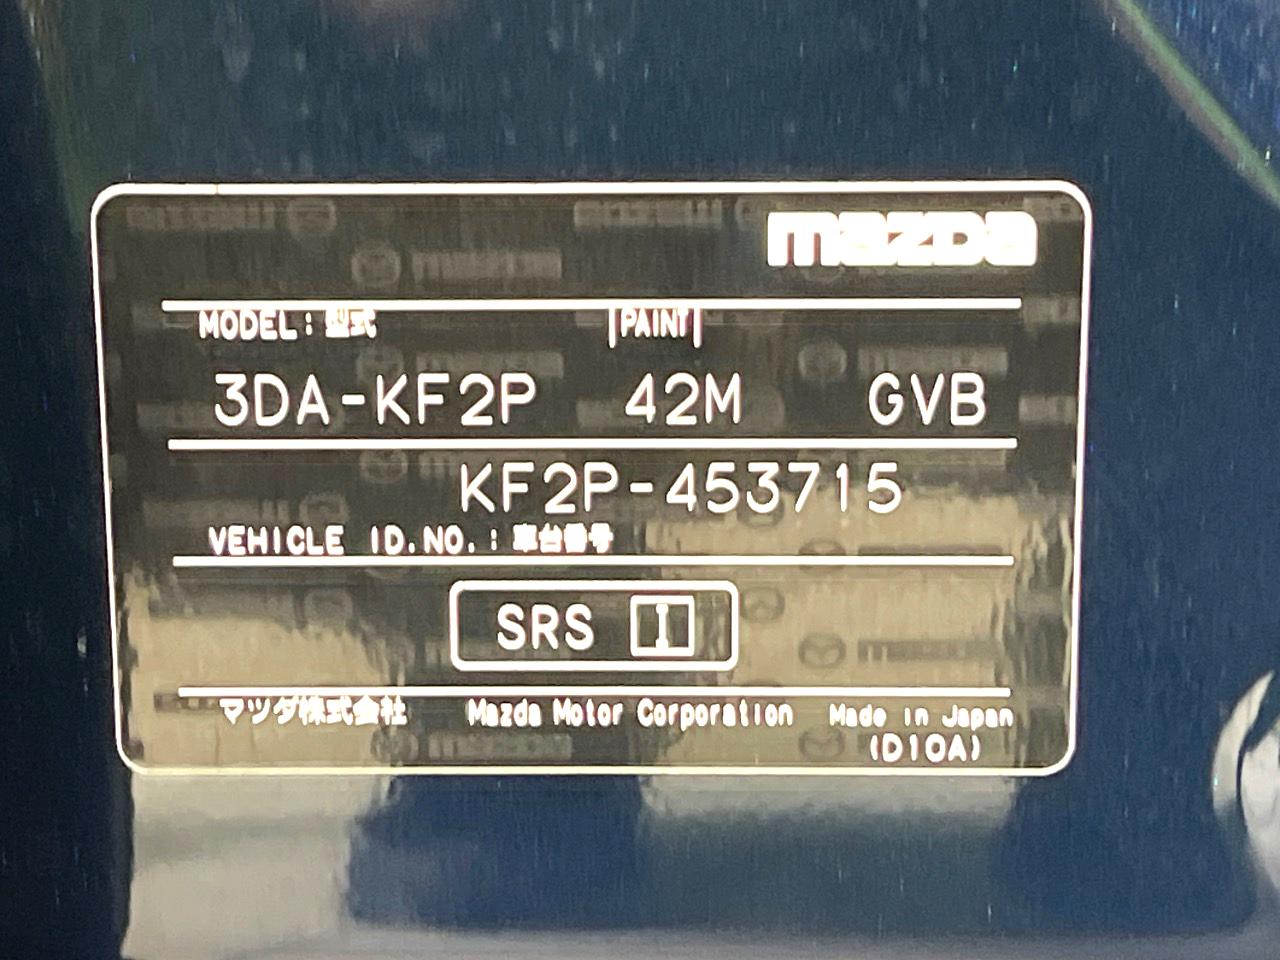 mazda
MODEL: 型式 |PAINT|
3DA-KF2P 42M GVB
KF2P-453715
VEHICLE ID.NO.: 車台番号
SRS I
マツダ株式会社 Mazda Motor Corporation Made in Japan
(D10A)